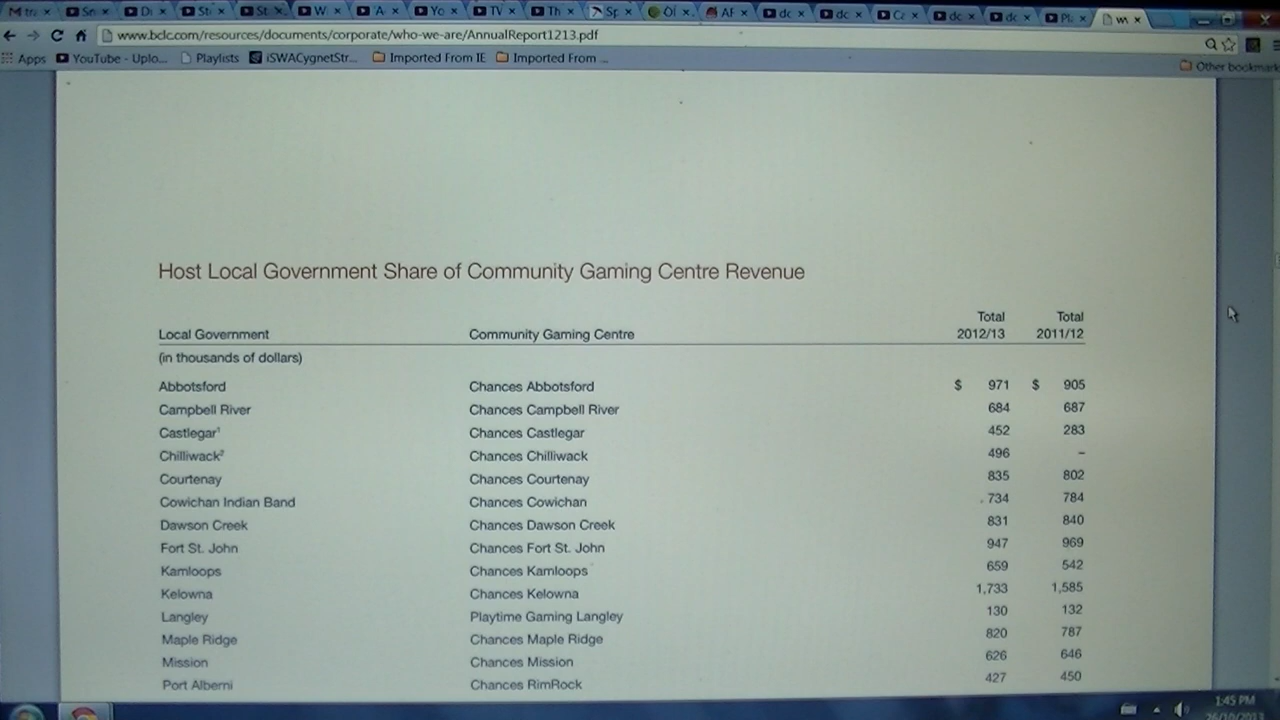 www.bclc.com/resources/documents/corporate/who-we-are/AnnualReport1213.pdf
Apps YouTube - Uplo... Playlists iSWACygnetStr... Imported From IE Imported From ...
Other bookmark
Host Local Government Share of Community Gaming Centre Revenue
Total Total
Local Government Community Gaming Centre 2012/13 2011/12
(in thousands of dollars)
Abbotsford Chances Abbotsford $ 971 $ 905
Campbell River Chances Campbell River 684 687
Castlegar¹ Chances Castlegar 452 283
Chilliwack² Chances Chilliwack 496 –
Courtenay Chances Courtenay 835 802
Cowichan Indian Band Chances Cowichan 734 784
Dawson Creek Chances Dawson Creek 831 840
Fort St. John Chances Fort St. John 947 969
Kamloops Chances Kamloops 659 542
Kelowna Chances Kelowna 1,733 1,585
Langley Playtime Gaming Langley 130 132
Maple Ridge Chances Maple Ridge 820 787
Mission Chances Mission 626 646
Port Alberni Chances RimRock 427 450
1:45 PM